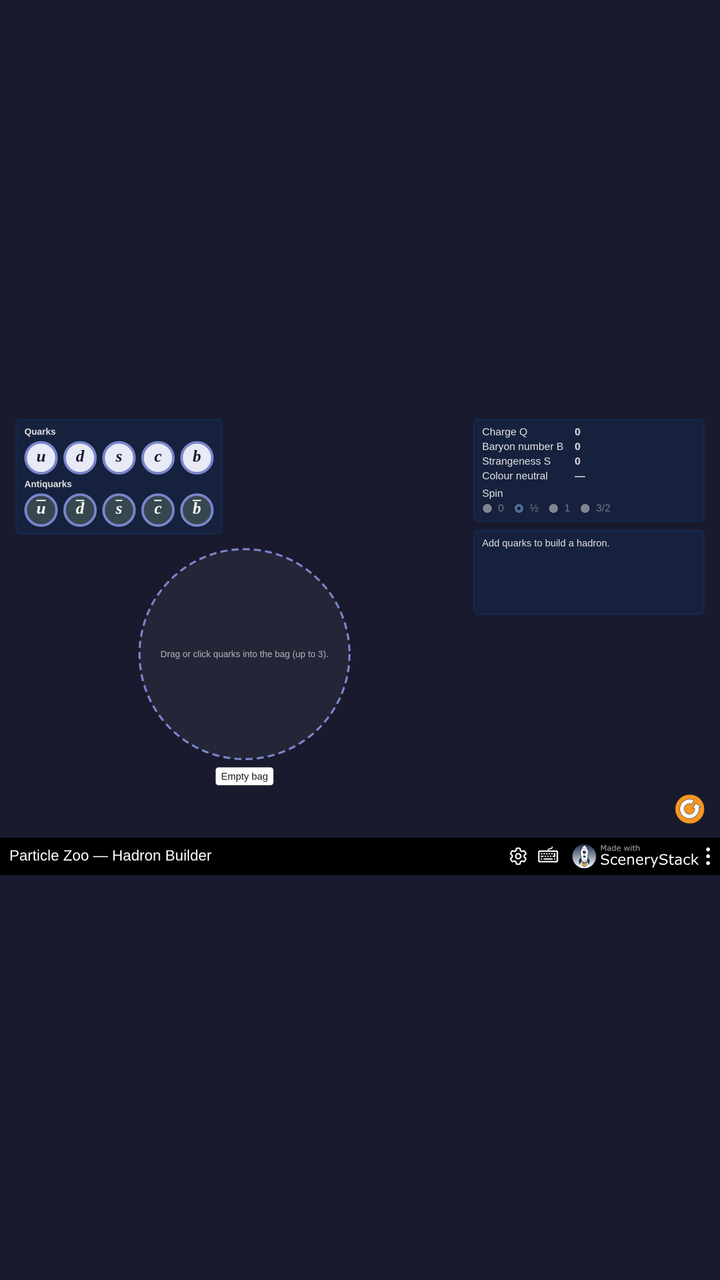 Quarks
u d s c b
Antiquarks
u̅ d̅ s̅ c̅ b̅
Charge Q 0
Baryon number B 0
Strangeness S 0
Colour neutral —
Spin
0 ½ 1 3/2
Add quarks to build a hadron.
Drag or click quarks into the bag (up to 3).
Empty bag
Particle Zoo — Hadron Builder
Made with
SceneryStack